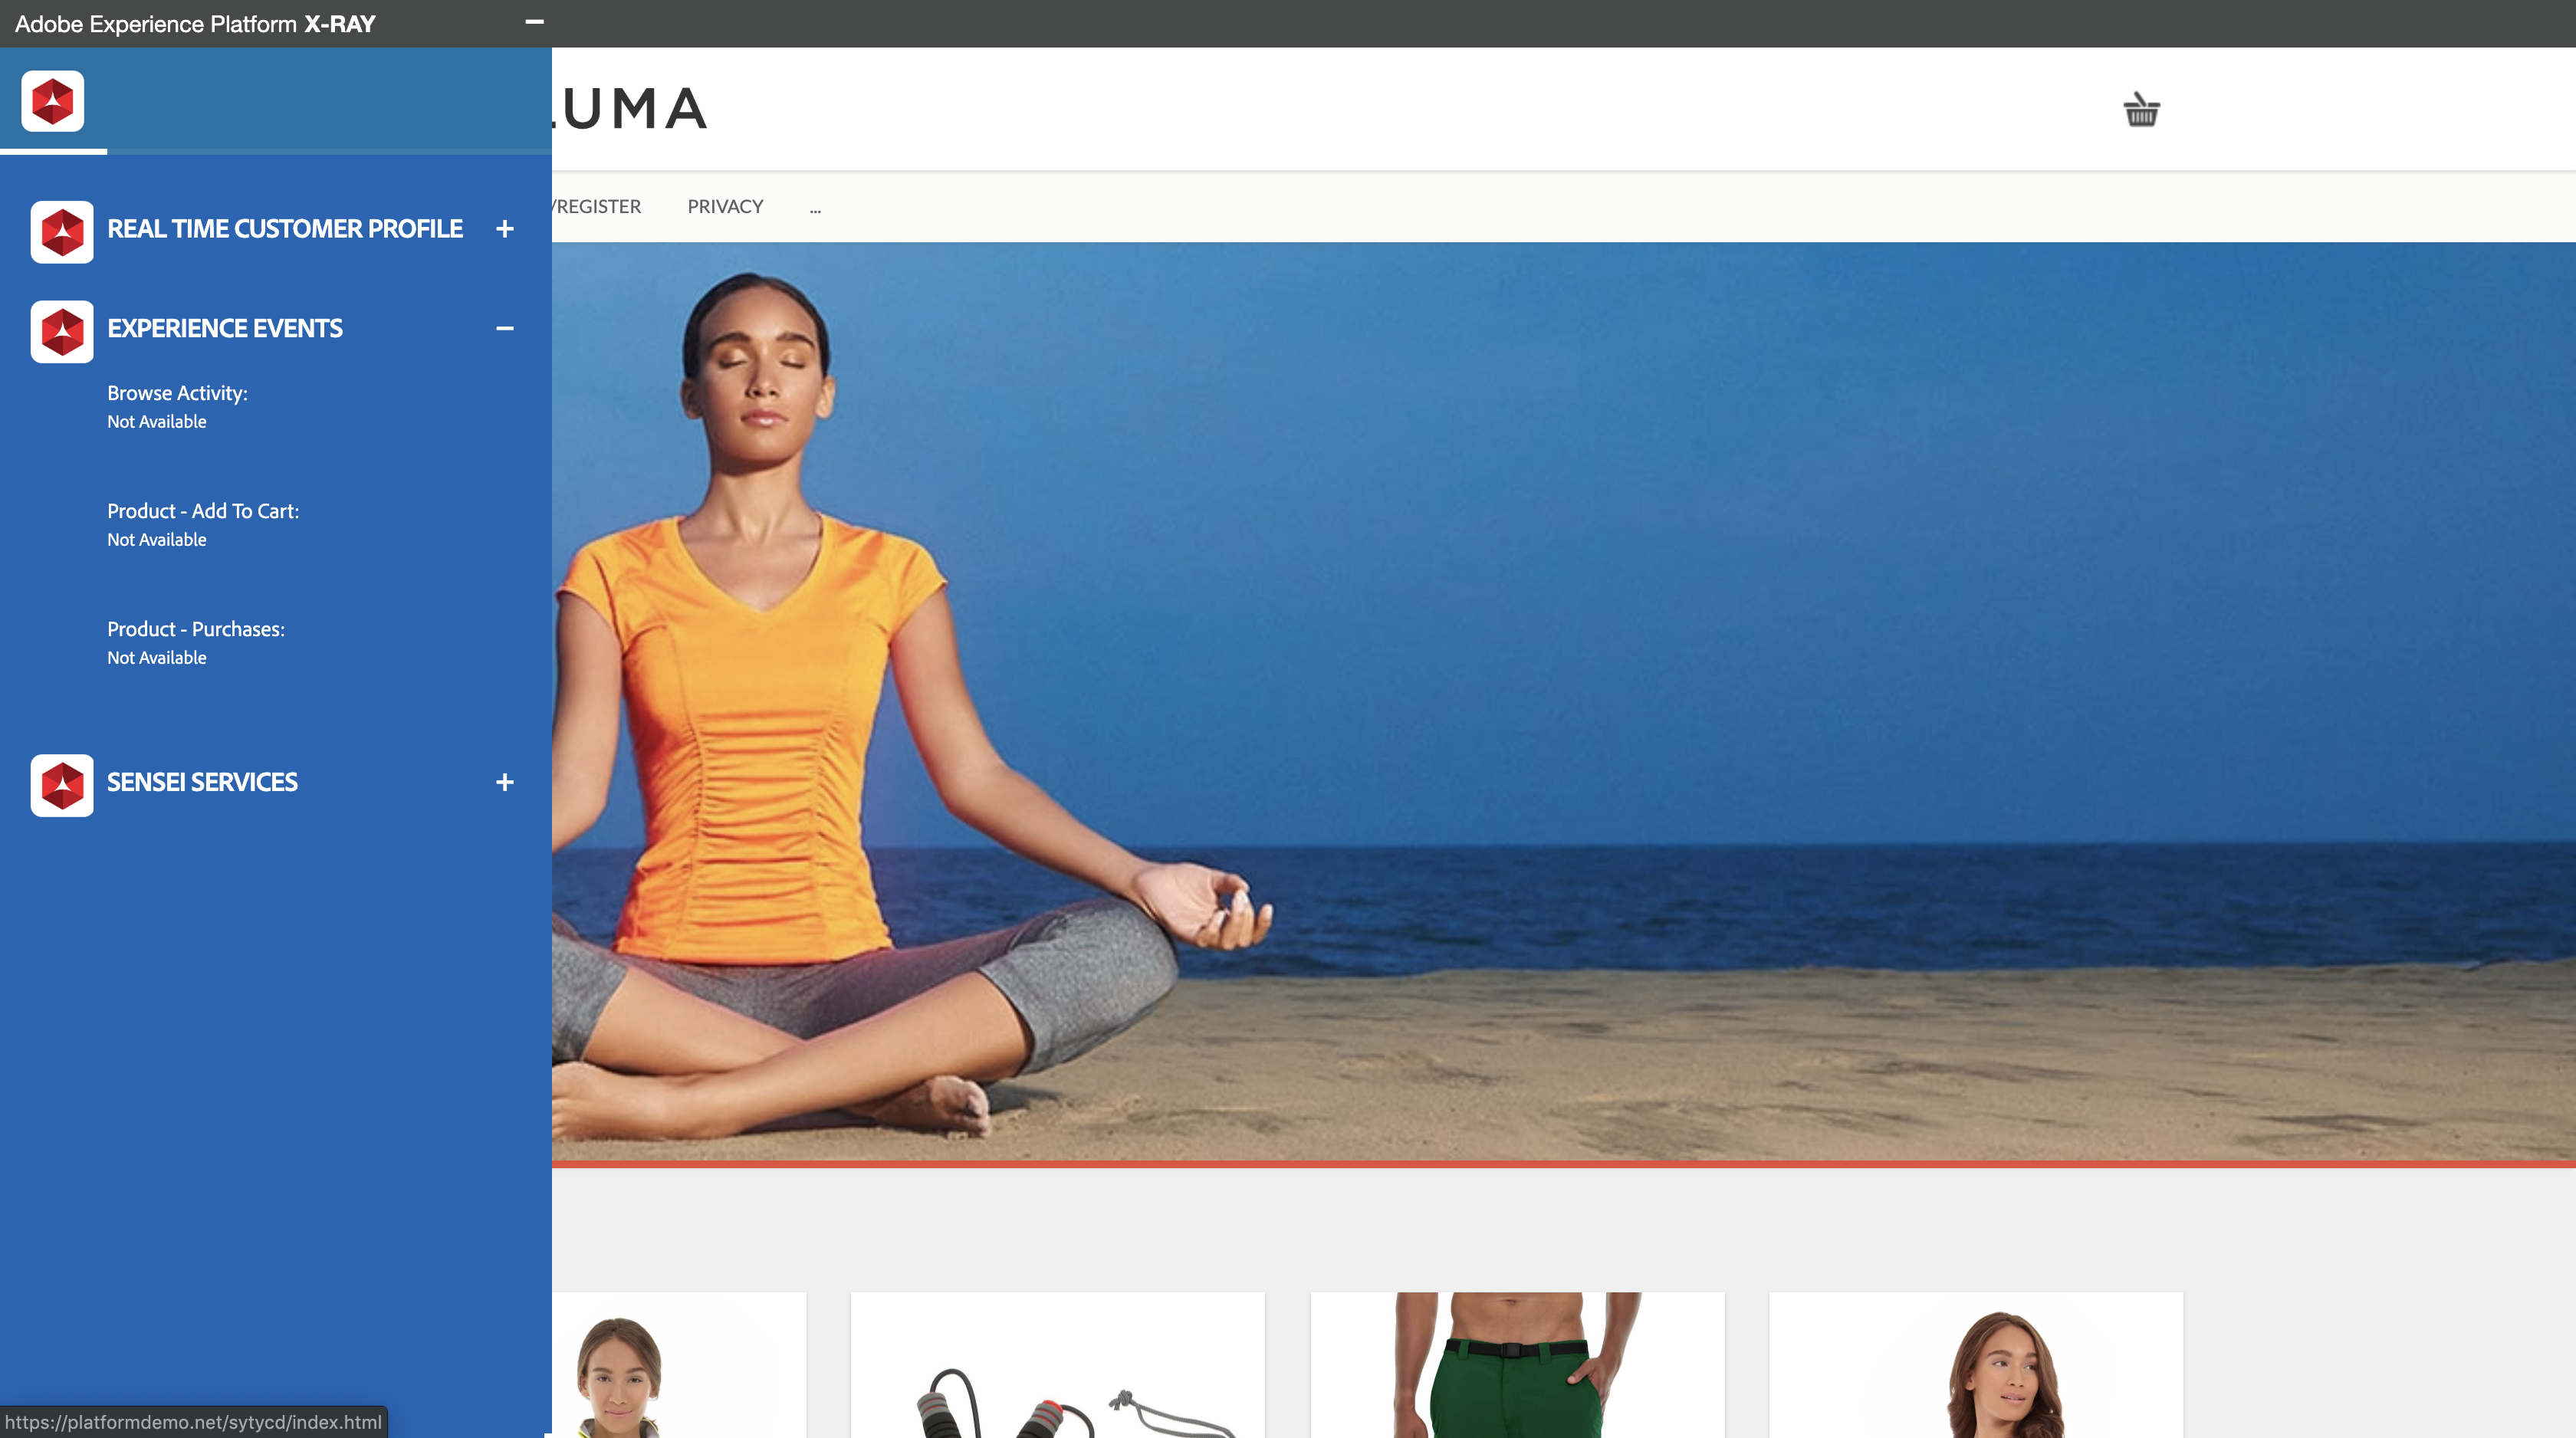 Adobe Experience Platform X-RAY
LUMA
/REGISTER
PRIVACY
...
REAL TIME CUSTOMER PROFILE
EXPERIENCE EVENTS
Browse Activity:
Not Available
Product - Add To Cart:
Not Available
Product - Purchases:
Not Available
SENSEI SERVICES
https://platformdemo.net/sytycd/index.html